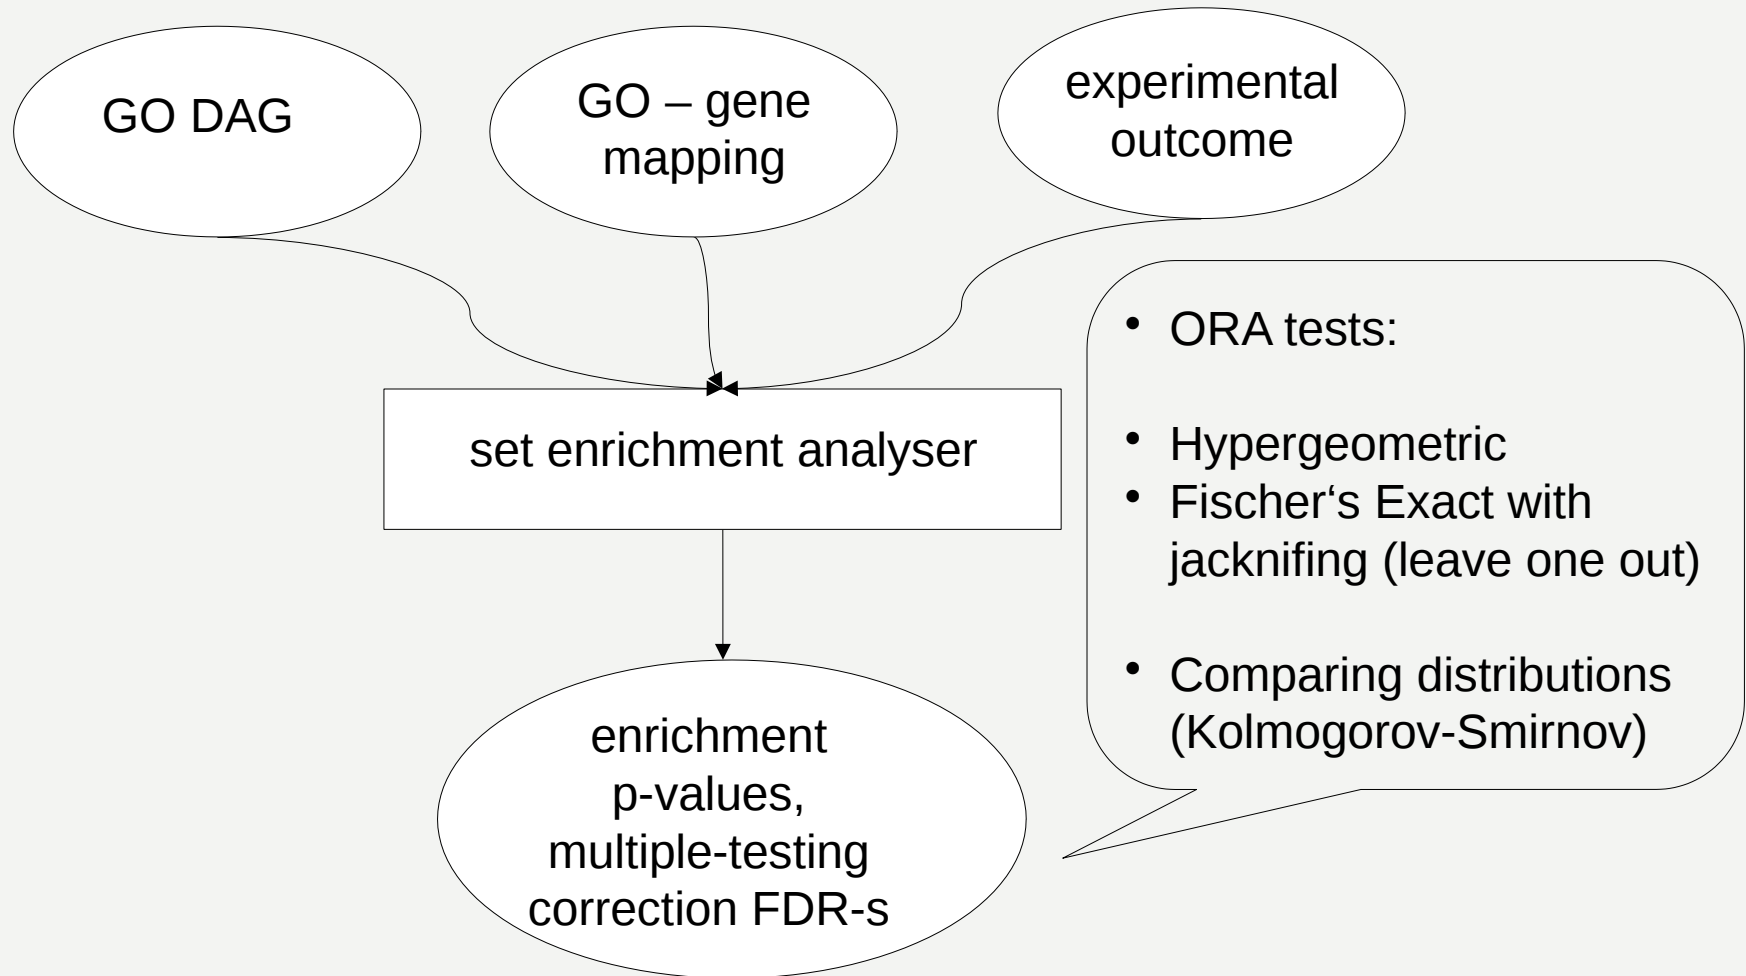 GO DAG
GO – gene
mapping
experimental
outcome
set enrichment analyser
• ORA tests:
• Hypergeometric
• Fischer‘s Exact with
jacknifing (leave one out)
• Comparing distributions
(Kolmogorov-Smirnov)
enrichment
p-values,
multiple-testing
correction FDR-s